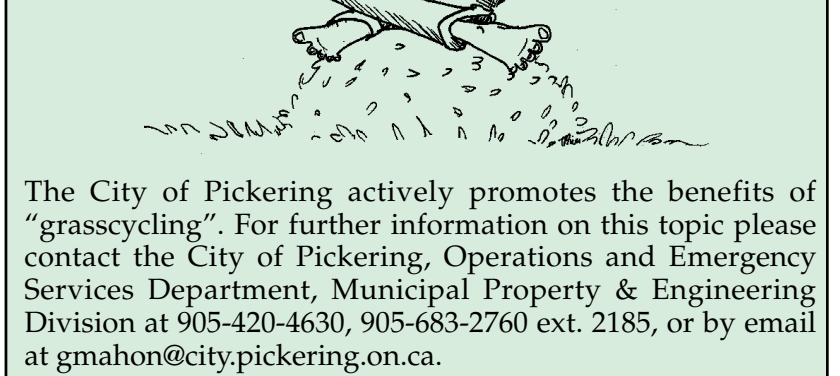 The City of Pickering actively promotes the benefits of
“grasscycling”. For further information on this topic please
contact the City of Pickering, Operations and Emergency
Services Department, Municipal Property & Engineering
Division at 905-420-4630, 905-683-2760 ext. 2185, or by email
at gmahon@city.pickering.on.ca.